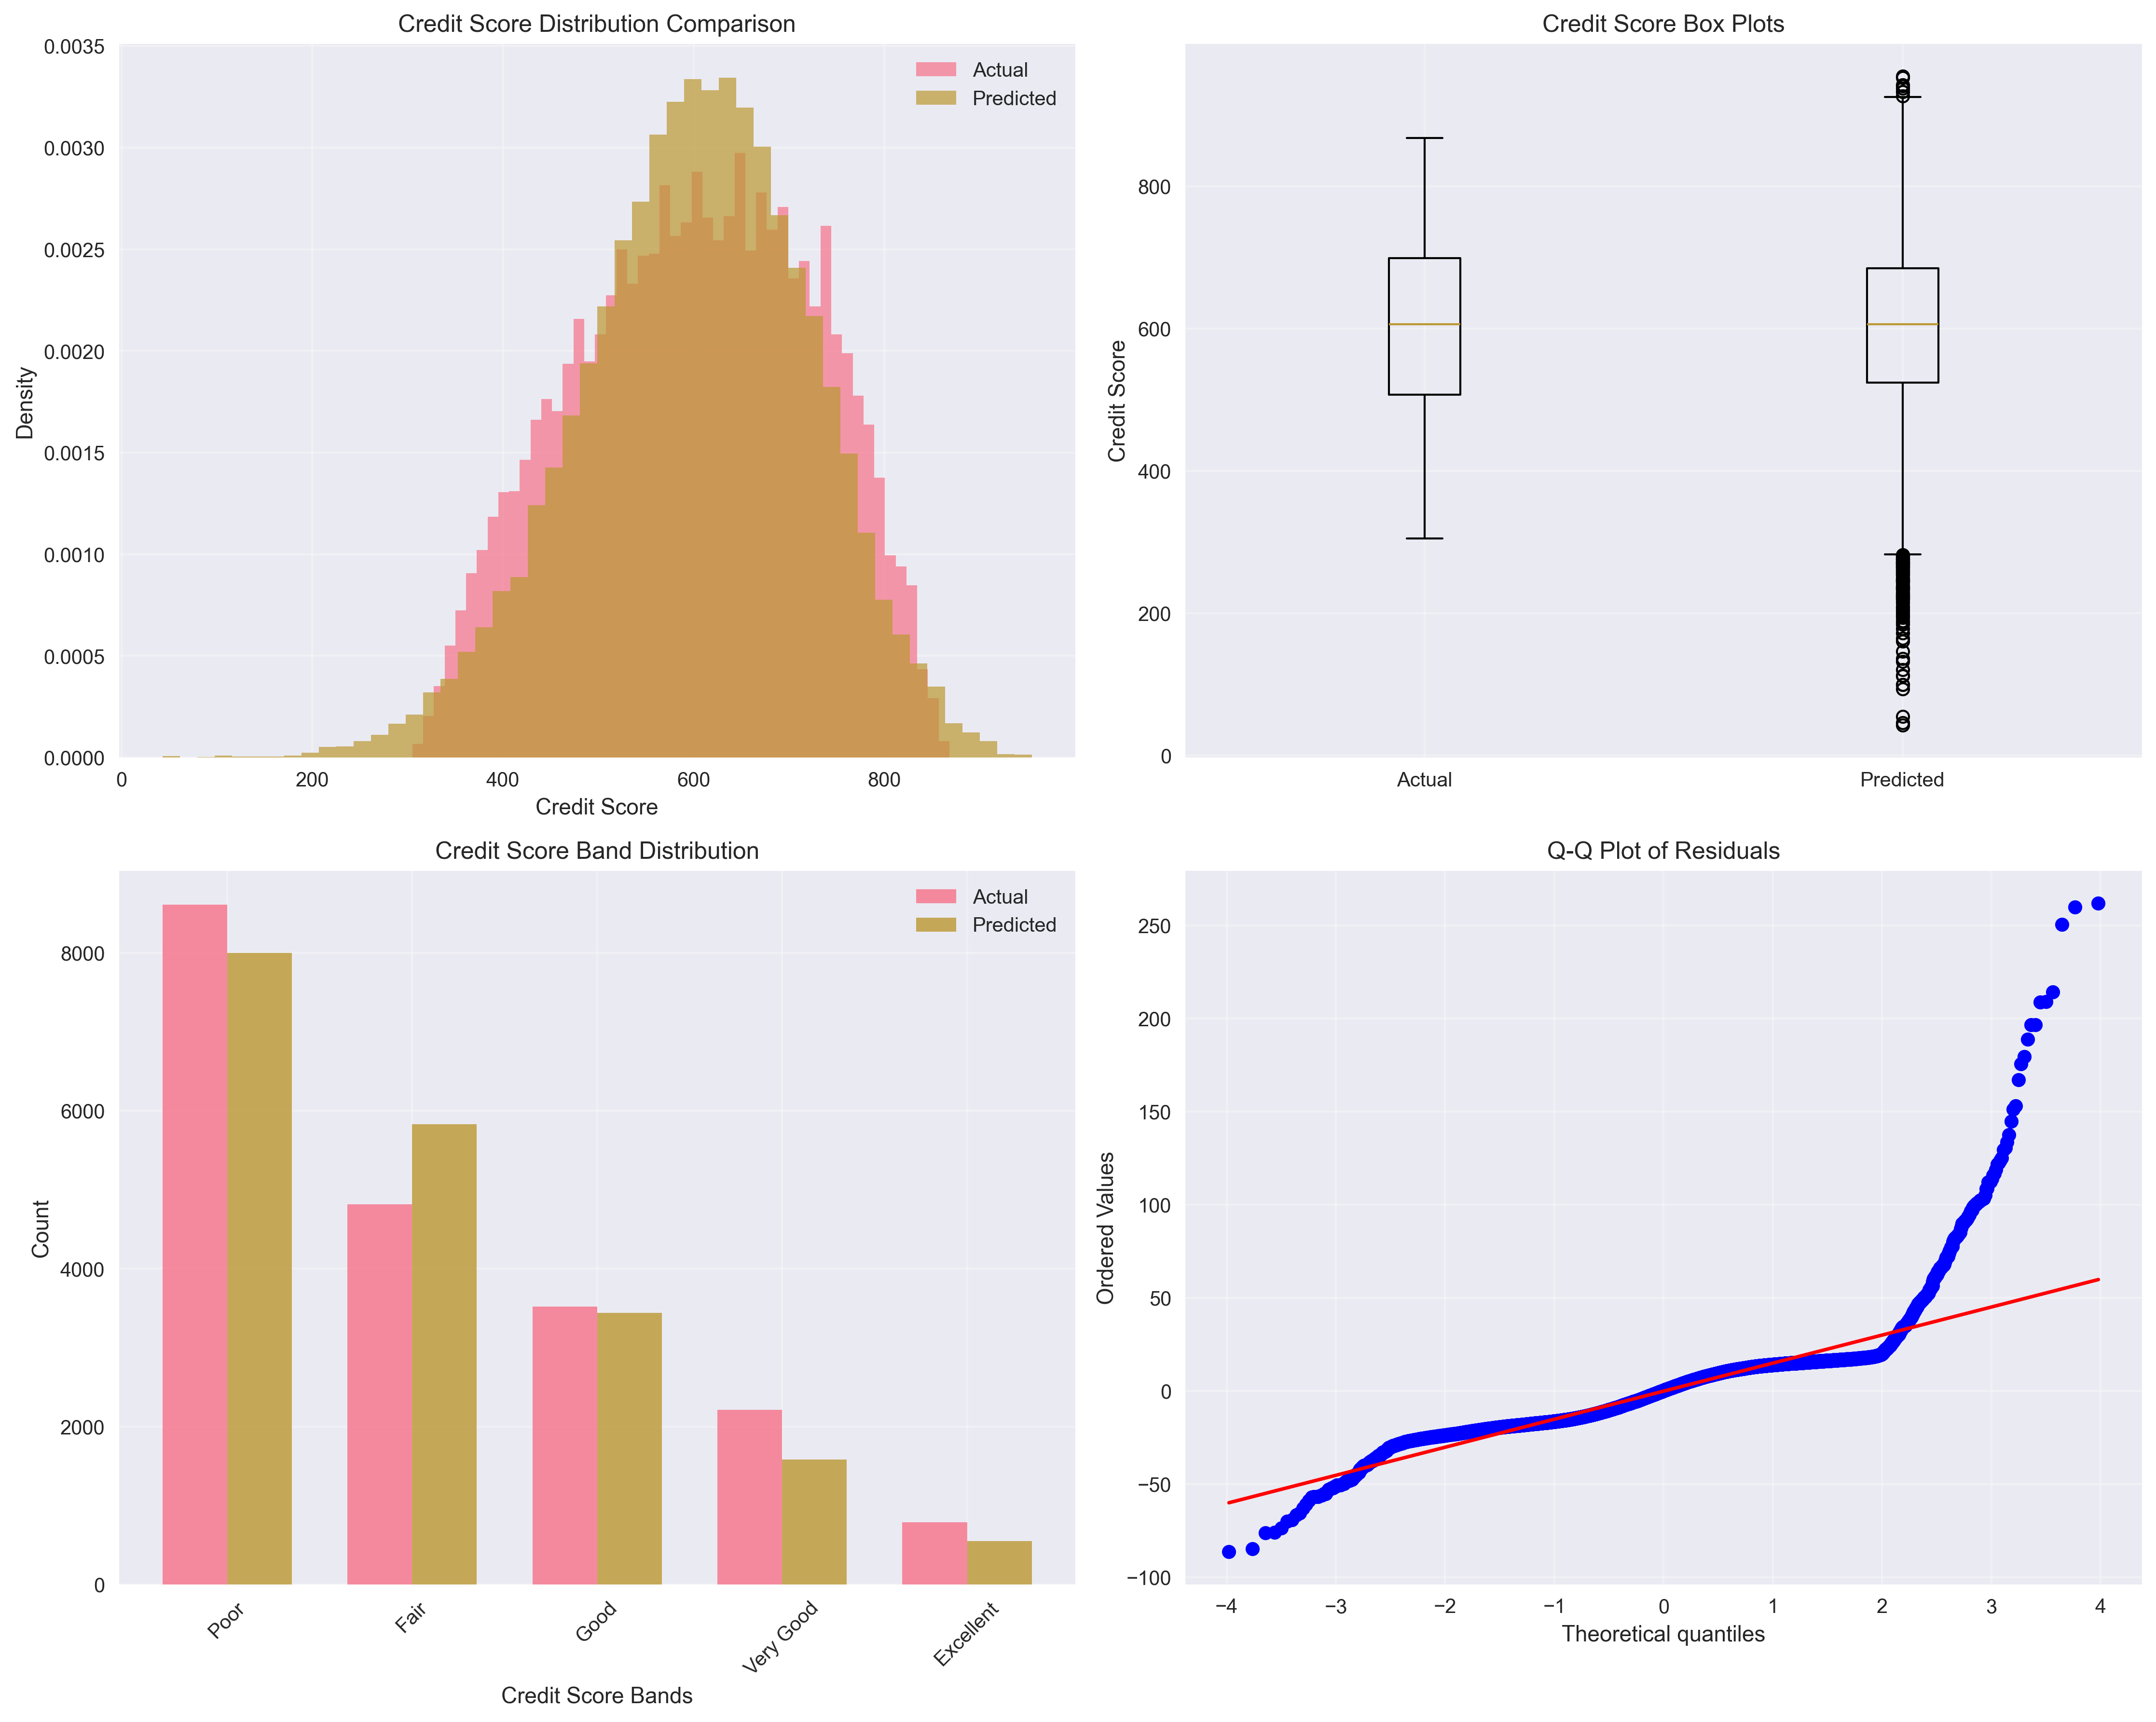 Credit Score Distribution Comparison
0.0035
0.0030
0.0025
0.0020
0.0015
0.0010
0.0005
0.0000
Density
Actual
Predicted
0 200 400 600 800
Credit Score
Credit Score Box Plots
800
600
400
200
0
Credit Score
Actual Predicted
Credit Score Band Distribution
8000
6000
4000
2000
0
Count
Actual
Predicted
Poor Fair Good Very Good Excellent
Credit Score Bands
Q-Q Plot of Residuals
250
200
150
100
50
0
−50
−100
Ordered Values
−4 −3 −2 −1 0 1 2 3 4
Theoretical quantiles